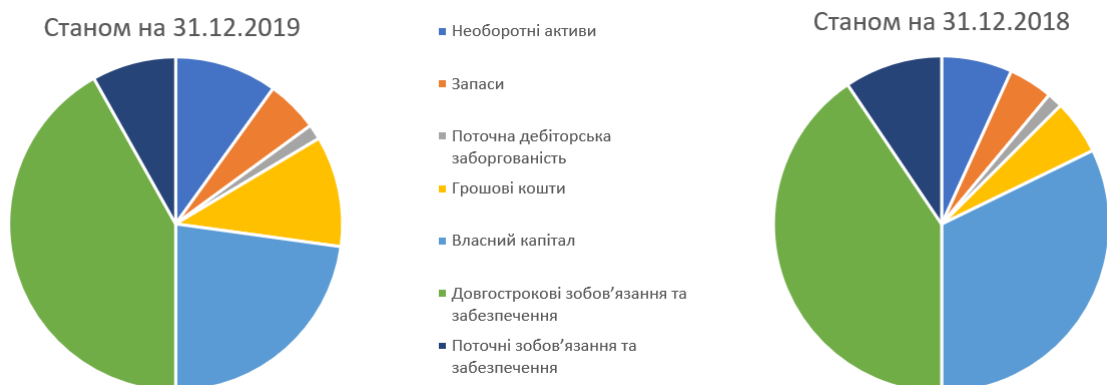 Станом на 31.12.2019
Необоротні активи
Запаси
Поточна дебіторська
заборгованість
Грошові кошти
Власний капітал
Довгострокові зобов’язання та
забезпечення
Поточні зобов’язання та
забезпечення
Станом на 31.12.2018